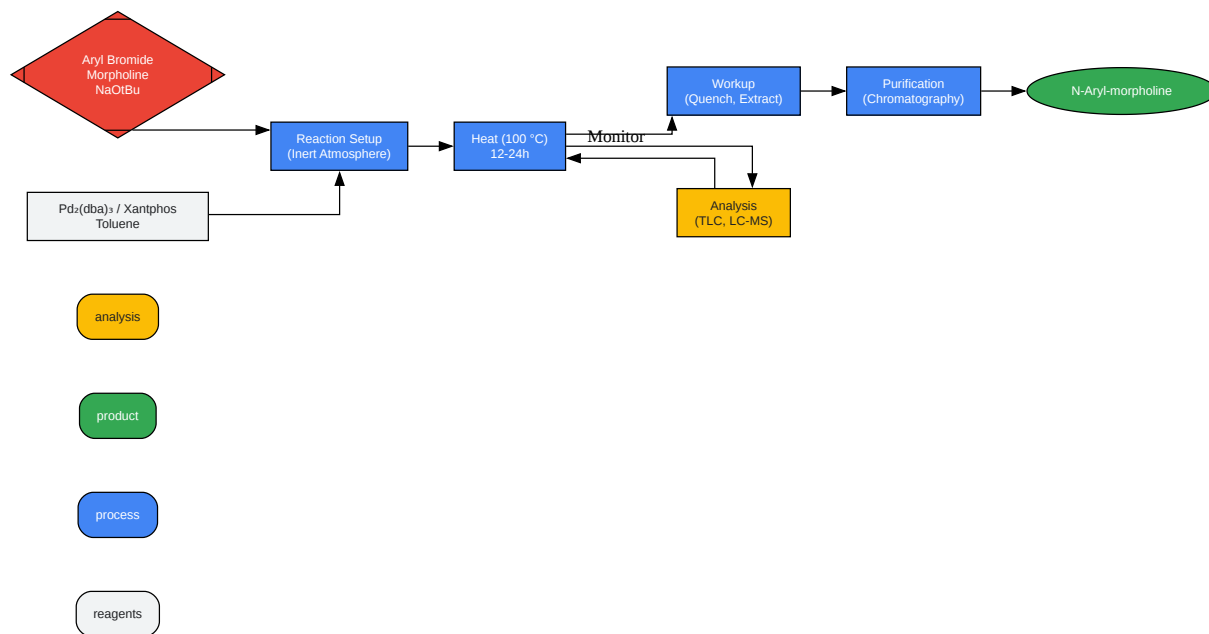 Aryl Bromide
Morpholine
NaOtBu
Pd₂(dba)₃ / Xantphos
Toluene
Reaction Setup
(Inert Atmosphere)
Heat (100 °C)
12-24h
Monitor
Workup
(Quench, Extract)
Purification
(Chromatography)
N-Aryl-morpholine
Analysis
(TLC, LC-MS)
analysis
product
process
reagents